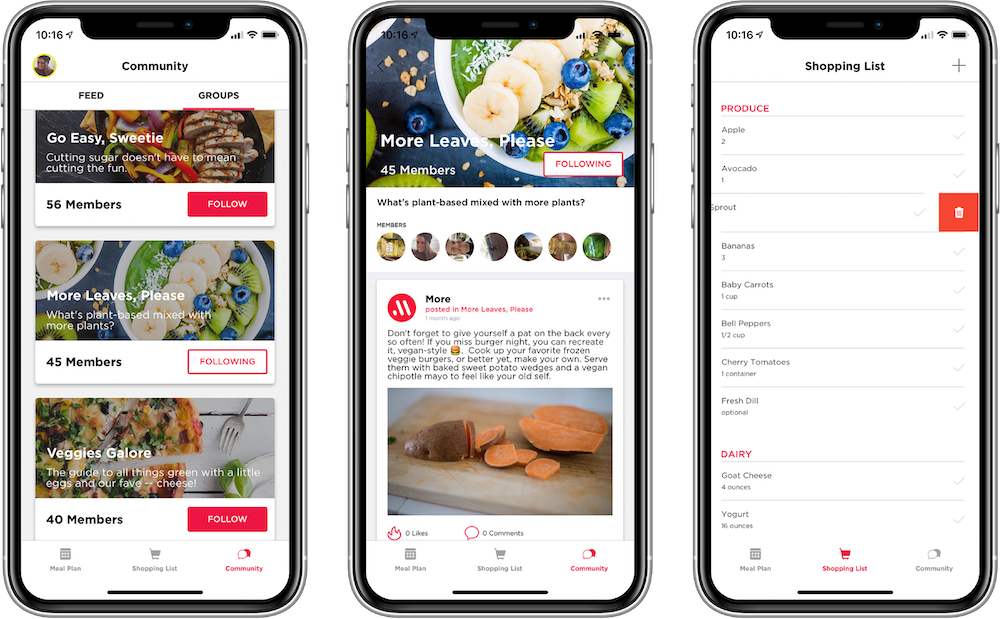 10:16
Community
FEED
GROUPS
Go Easy, Sweetie
Cutting sugar doesn't have to mean
cutting the fun.
56 Members
FOLLOW
More Leaves, Please
What's plant-based mixed with
more plants?
45 Members
FOLLOWING
Veggies Galore
The guide to all things green with a little
eggs and our fave -- cheese!
40 Members
FOLLOW
Meal Plan
Shopping List
Community
10:16
More Leaves, Please
45 Members
FOLLOWING
What's plant-based mixed with more plants?
MEMBERS
More
posted in More Leaves, Please
1 month ago
Don't forget to give yourself a pat on the back every
so often! If you miss burger night, you can recreate
it, vegan-style 🍔. Cook up your favorite frozen
veggie burgers, or better yet, make your own. Serve
them with baked sweet potato wedges and a vegan
chipotle mayo to feel like your old self.
0 Likes
0 Comments
Meal Plan
Shopping List
Community
10:16
Shopping List
PRODUCE
Apple
2
Avocado
1
Sprout
Bananas
3
Baby Carrots
1 cup
Bell Peppers
1/2 cup
Cherry Tomatoes
1 container
Fresh Dill
optional
DAIRY
Goat Cheese
4 ounces
Yogurt
16 ounces
Meal Plan
Shopping List
Community